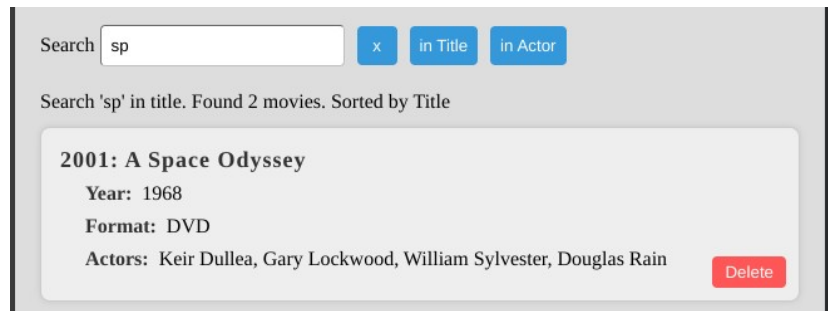 Search sp x in Title in Actor
Search 'sp' in title. Found 2 movies. Sorted by Title
2001: A Space Odyssey
Year: 1968
Format: DVD
Actors: Keir Dullea, Gary Lockwood, William Sylvester, Douglas Rain
Delete